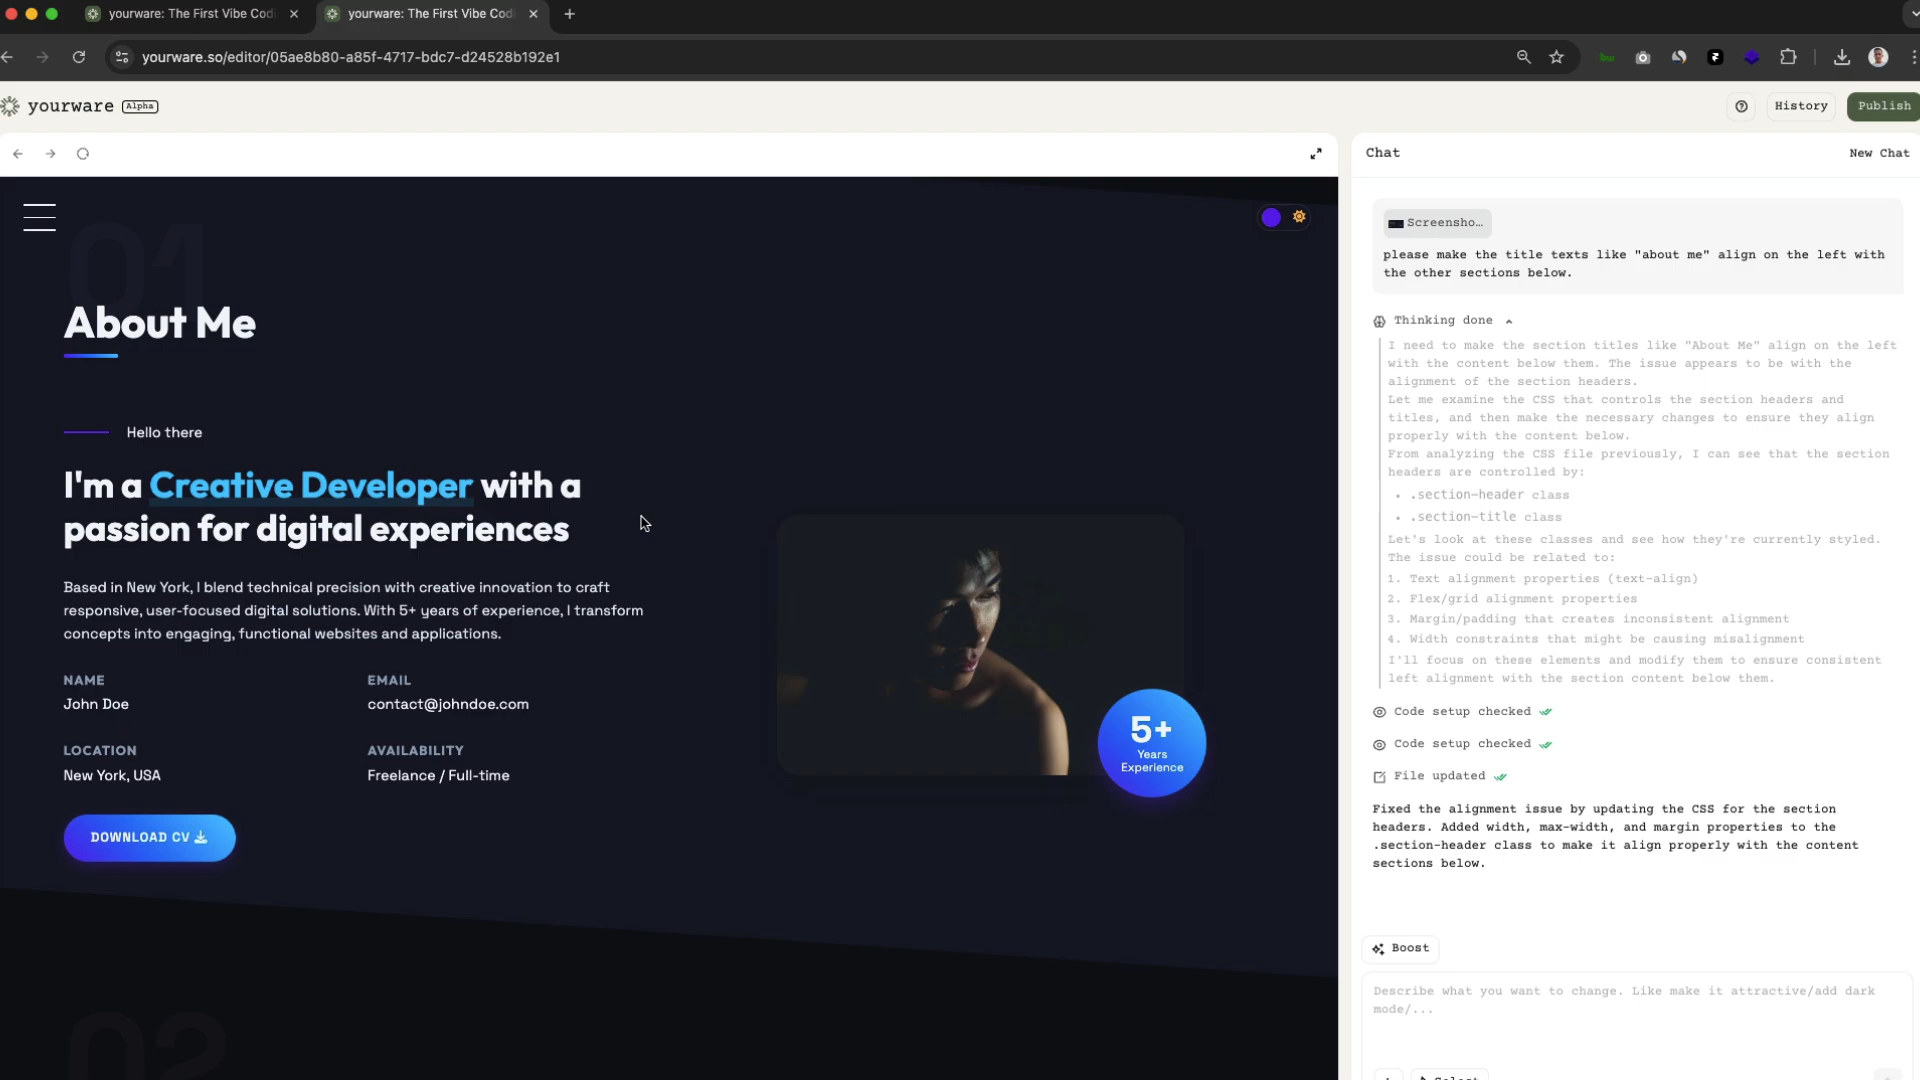 yourware: The First Vibe Codi
yourware: The First Vibe Codi
yourware.so/editor/05ae8b80-a85f-4717-bdc7-d24528b192e1
yourware Alpha
History
Publish
Chat
New Chat
01
About Me
Hello there
I'm a Creative Developer with a
passion for digital experiences
Based in New York, I blend technical precision with creative innovation to craft
responsive, user-focused digital solutions. With 5+ years of experience, I transform
concepts into engaging, functional websites and applications.
NAME
John Doe
EMAIL
contact@johndoe.com
LOCATION
New York, USA
AVAILABILITY
Freelance / Full-time
DOWNLOAD CV
5+
Years
Experience
02
Screensho…
please make the title texts like "about me" align on the left with
the other sections below.
Thinking done
I need to make the section titles like "About Me" align on the left
with the content below them. The issue appears to be with the
alignment of the section headers.
Let me examine the CSS that controls the section headers and
titles, and then make the necessary changes to ensure they align
properly with the content below.
From analyzing the CSS file previously, I can see that the section
headers are controlled by:
• .section-header class
• .section-title class
Let's look at these classes and see how they're currently styled.
The issue could be related to:
1. Text alignment properties (text-align)
2. Flex/grid alignment properties
3. Margin/padding that creates inconsistent alignment
4. Width constraints that might be causing misalignment
I'll focus on these elements and modify them to ensure consistent
left alignment with the section content below them.
Code setup checked
Code setup checked
File updated
Fixed the alignment issue by updating the CSS for the section
headers. Added width, max-width, and margin properties to the
.section-header class to make it align properly with the content
sections below.
Boost
Describe what you want to change. Like make it attractive/add dark
mode/...
Select